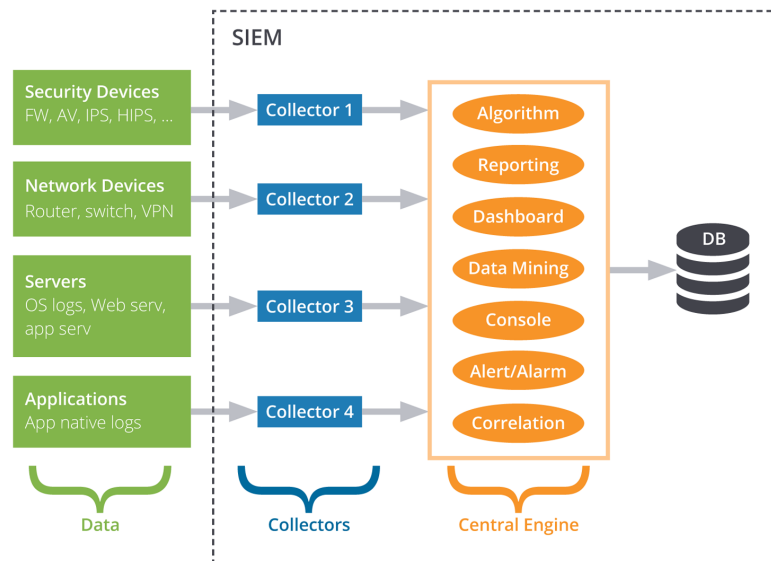 SIEM
Security Devices
FW, AV, IPS, HIPS, ...
Collector 1
Algorithm
Network Devices
Router, switch, VPN
Collector 2
Reporting
Dashboard
DB
Servers
OS logs, Web serv,
app serv
Collector 3
Data Mining
Console
Applications
App native logs
Collector 4
Alert/Alarm
Correlation
Data
Collectors
Central Engine